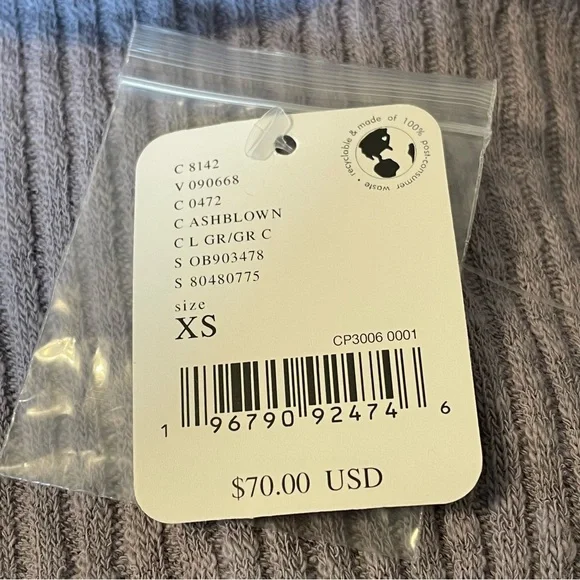 recyclable & made of 100% post-consumer waste •
C 8142
V 090668
C 0472
C ASHBLOWN
C L GR/GR C
S OB903478
S 80480775
size
XS
CP3006 0001
1 96790 92474 6
$70.00 USD